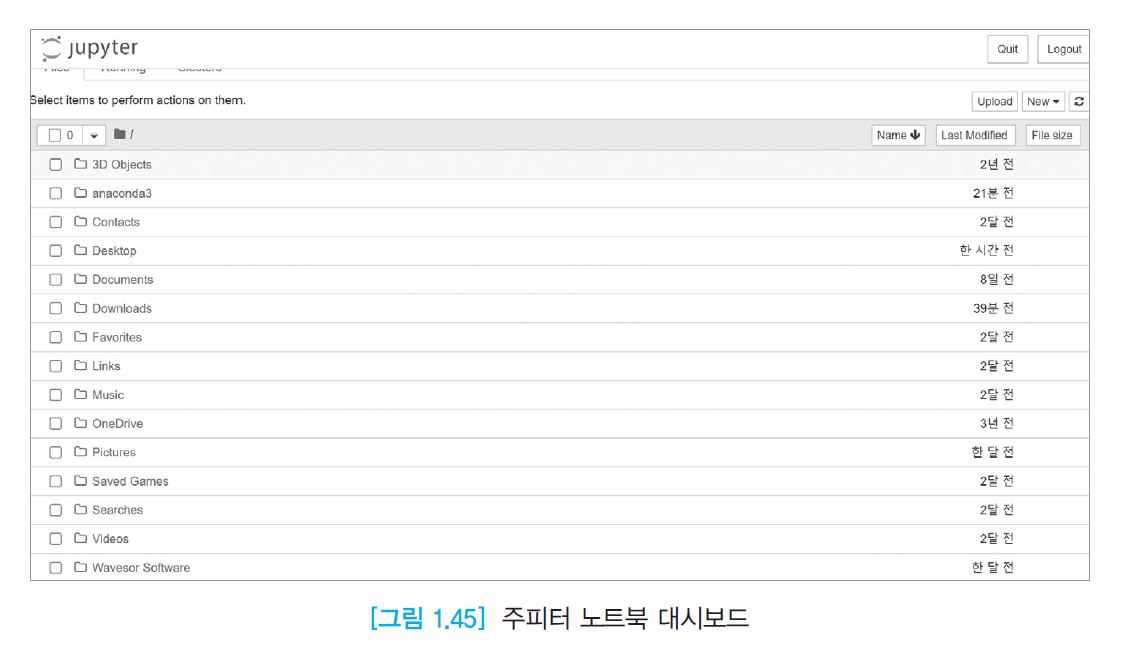 jupyter Quit Logout
Files Running Clusters
Select items to perform actions on them. Upload New
0 / Name Last Modified File size
3D Objects 2년 전
anaconda3 21분 전
Contacts 2달 전
Desktop 한 시간 전
Documents 8일 전
Downloads 39분 전
Favorites 2달 전
Links 2달 전
Music 2달 전
OneDrive 3년 전
Pictures 한 달 전
Saved Games 2달 전
Searches 2달 전
Videos 2달 전
Wavesor Software 한 달 전
[그림 1.45] 주피터 노트북 대시보드